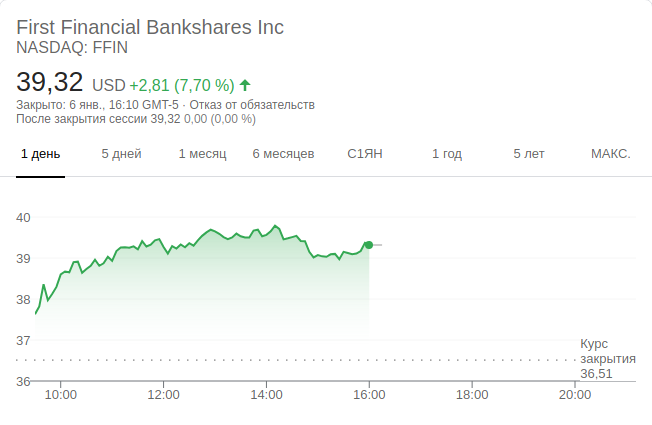 First Financial Bankshares Inc
NASDAQ: FFIN
39,32 USD +2,81 (7,70 %)
Закрыто: 6 янв., 16:10 GMT-5 · Отказ от обязательств
После закрытия сессии 39,32 0,00 (0,00 %)
1 день 5 дней 1 месяц 6 месяцев С1ЯН 1 год 5 лет МАКС.
40
39
38
37
Курс
закрытия
36,51
36
10:00 12:00 14:00 16:00 18:00 20:00